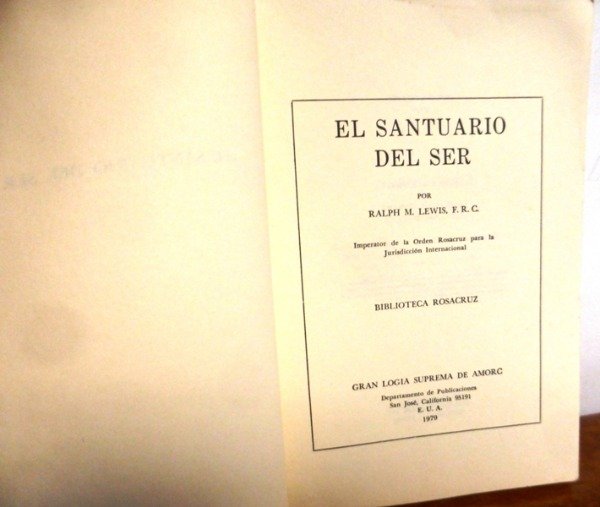 EL SANTUARIO
DEL SER
POR
RALPH M. LEWIS, F. R. C.
Imperator de la Orden Rosacruz para la
Jurisdicción Internacional
BIBLIOTECA ROSACRUZ
GRAN LOGIA SUPREMA DE AMORC
Departamento de Publicaciones
San José, California 95191
E. U. A.
1979